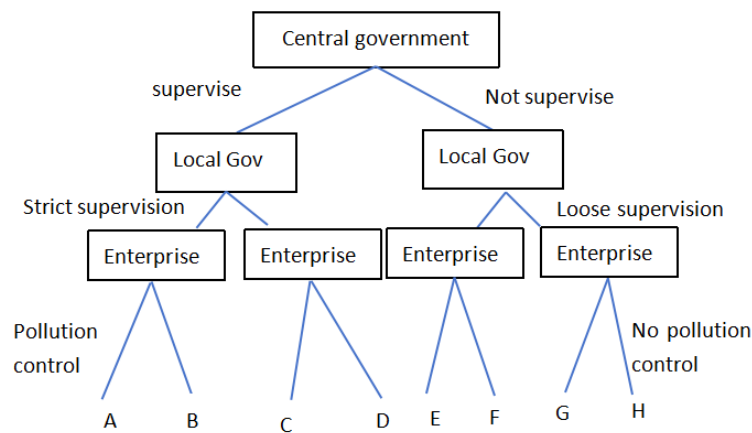 Central government
supervise
Not supervise
Local Gov
Local Gov
Strict supervision
Loose supervision
Enterprise
Enterprise
Enterprise
Enterprise
Pollution
control
No pollution
control
A
B
C
D
E
F
G
H